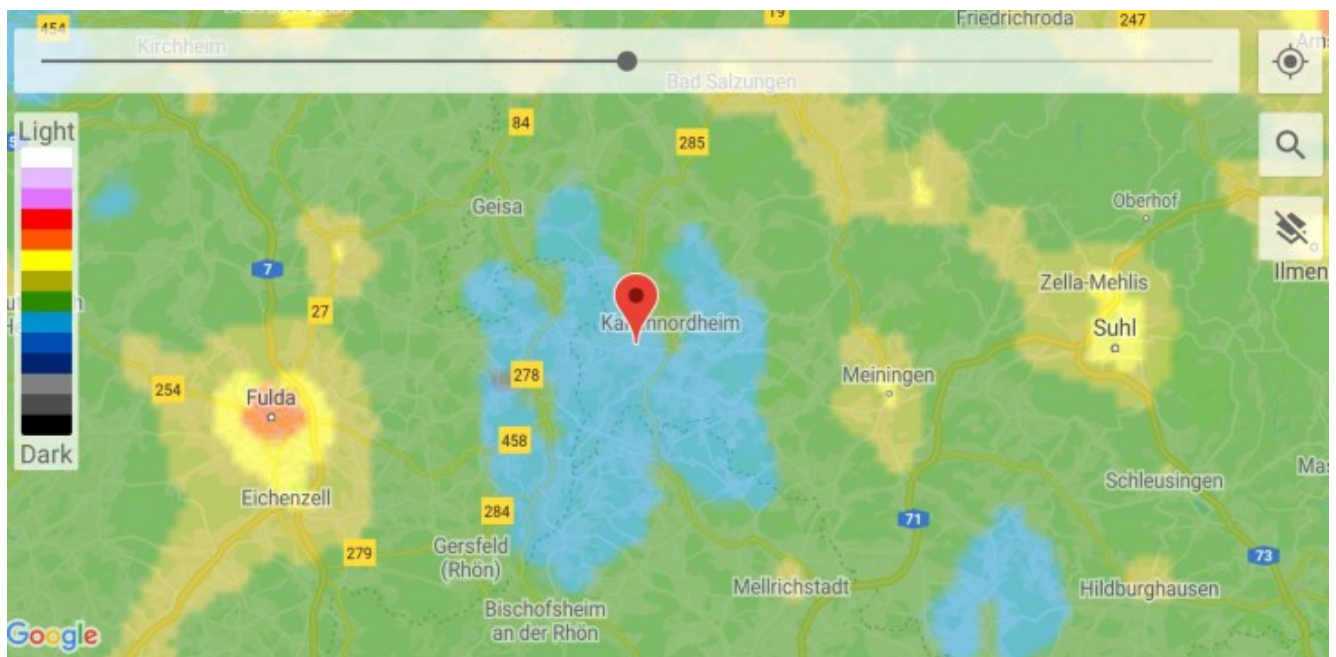 454
19
Friedrichroda
247
Kirchheim
Bad Salzungen
Light
84
285
Geisa
Oberhof
7
27
Zella-Mehlis
Ilmen
Suhl
278
Meiningen
254
Fulda
458
Dark
Schleusingen
Mas
Eichenzell
284
71
Gersfeld
(Rhön)
279
73
Mellrichstadt
Hildburghausen
Bischofsheim
an der Rhön
Google